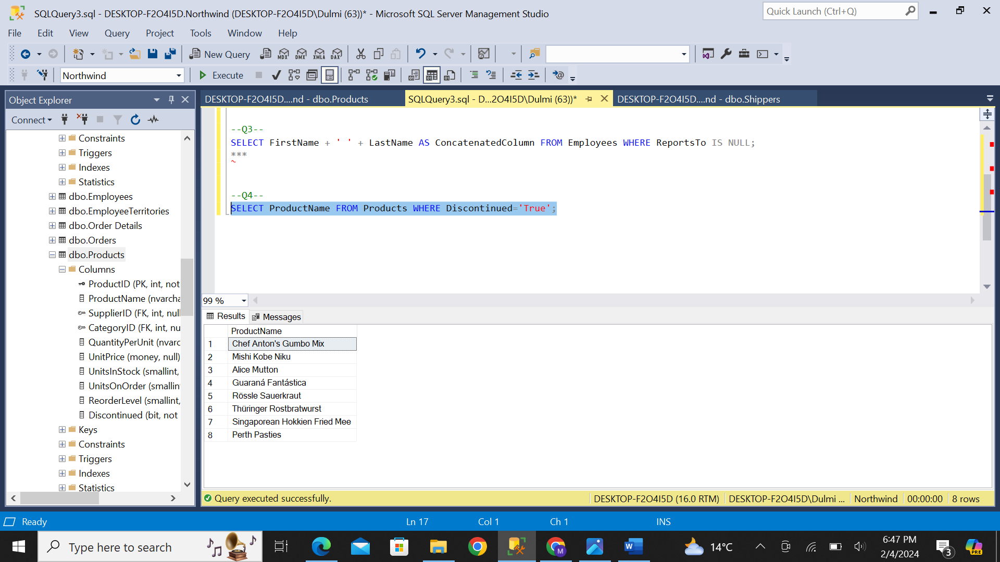 SQLQuery3.sql - DESKTOP-F2O4I5D.Northwind (DESKTOP-F2O4I5D\Dulmi (63))* - Microsoft SQL Server Management Studio
Quick Launch (Ctrl+Q)
File Edit View Query Project Tools Window Help
New Query
MDX DMX XMLA DAX
Northwind
Execute
Object Explorer
DESKTOP-F2O4I5D....nd - dbo.Products
SQLQuery3.sql - D...2O4I5D\Dulmi (63))*
DESKTOP-F2O4I5D....nd - dbo.Shippers
Connect
Constraints
Triggers
Indexes
Statistics
dbo.Employees
dbo.EmployeeTerritories
dbo.Order Details
dbo.Orders
dbo.Products
Columns
ProductID (PK, int, not
ProductName (nvarcha
SupplierID (FK, int, null
CategoryID (FK, int, nu
QuantityPerUnit (nvarc
UnitPrice (money, null)
UnitsInStock (smallint,
UnitsOnOrder (smallin
ReorderLevel (smallint,
Discontinued (bit, not
Keys
Constraints
Triggers
Indexes
Statistics
--Q3--
SELECT FirstName + ' ' + LastName AS ConcatenatedColumn FROM Employees WHERE ReportsTo IS NULL;
***
--Q4--
SELECT ProductName FROM Products WHERE Discontinued='True';
99 %
Results
Messages
ProductName
1 Chef Anton's Gumbo Mix
2 Mishi Kobe Niku
3 Alice Mutton
4 Guaraná Fantástica
5 Rössle Sauerkraut
6 Thüringer Rostbratwurst
7 Singaporean Hokkien Fried Mee
8 Perth Pasties
Query executed successfully.
DESKTOP-F2O4I5D (16.0 RTM)
DESKTOP-F2O4I5D\Dulmi ...
Northwind
00:00:00
8 rows
Ready
Ln 17
Col 1
Ch 1
INS
Type here to search
M
W
14°C
6:47 PM
2/4/2024
3
PRE